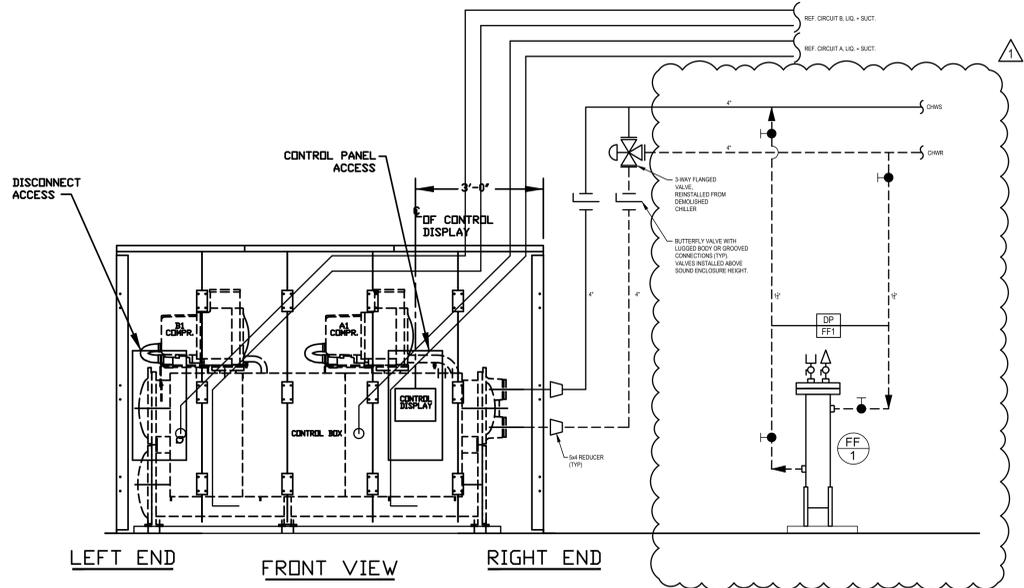 REF. CIRCUIT B, LIQ. + SUCT.
REF. CIRCUIT A, LIQ. + SUCT.
1
4"
CHWS
4"
CHWR
CONTROL PANEL
ACCESS
DISCONNECT
ACCESS
3'-0"
℄
OF CONTROL
DISPLAY
3-WAY FLANGED
VALVE,
REINSTALLED FROM
DEMOLISHED
CHILLER
BUTTERFLY VALVE WITH
LUGGED BODY OR GROOVED
CONNECTIONS (TYP).
VALVES INSTALLED ABOVE
SOUND ENCLOSURE HEIGHT.
4"
4"
B1
COMPR.
A1
COMPR.
DP
FF1
CONTROL
DISPLAY
CONTROL BOX
FF
1
5x4 REDUCER
(TYP)
LEFT END
FRONT VIEW
RIGHT END